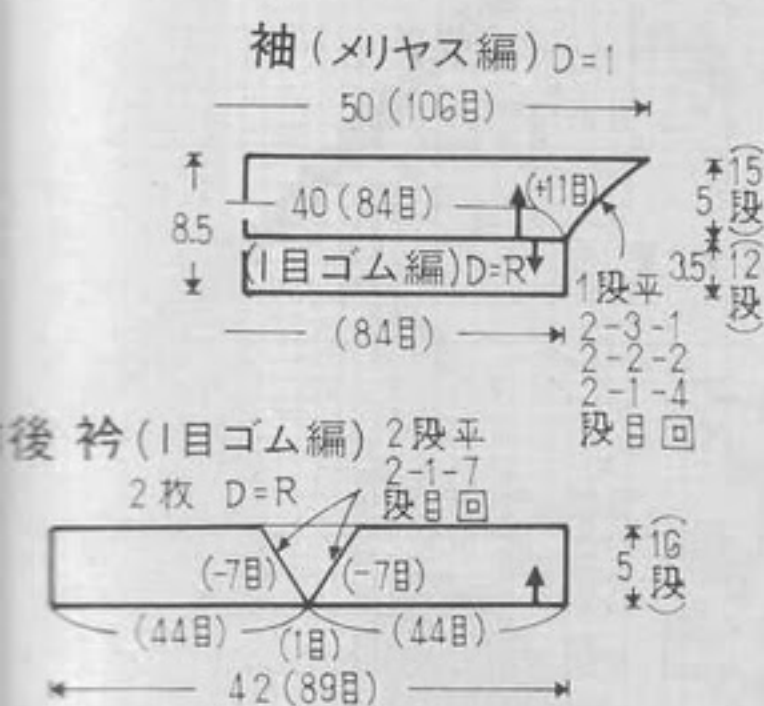 袖(メリヤス編)D=1
50(106目)
8.5
40(84目)
(+11目)
5
(15段)
(1目ゴム編)D=R
3.5
(12段)
(84目)
1段平
2-3-1
2-2-2
2-1-4
段目回
後 衿(1目ゴム編)
2枚 D=R
2段平
2-1-7
段目回
(-7目)
(-7目)
5
(16段)
(44目)
(1目)
(44目)
42(89目)